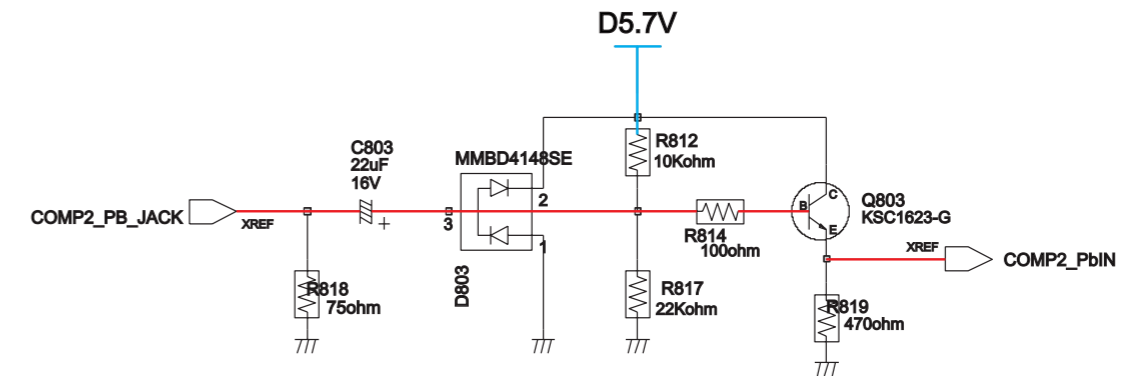 D5.7V
C803
22uF
16V
MMBD4148SE
R812
10Kohm
COMP2_PB_JACK
XREF
3
2
1
B
C
E
Q803
KSC1623-G
R814
100ohm
XREF
COMP2_PbIN
R818
75ohm
D803
R817
22Kohm
R819
470ohm